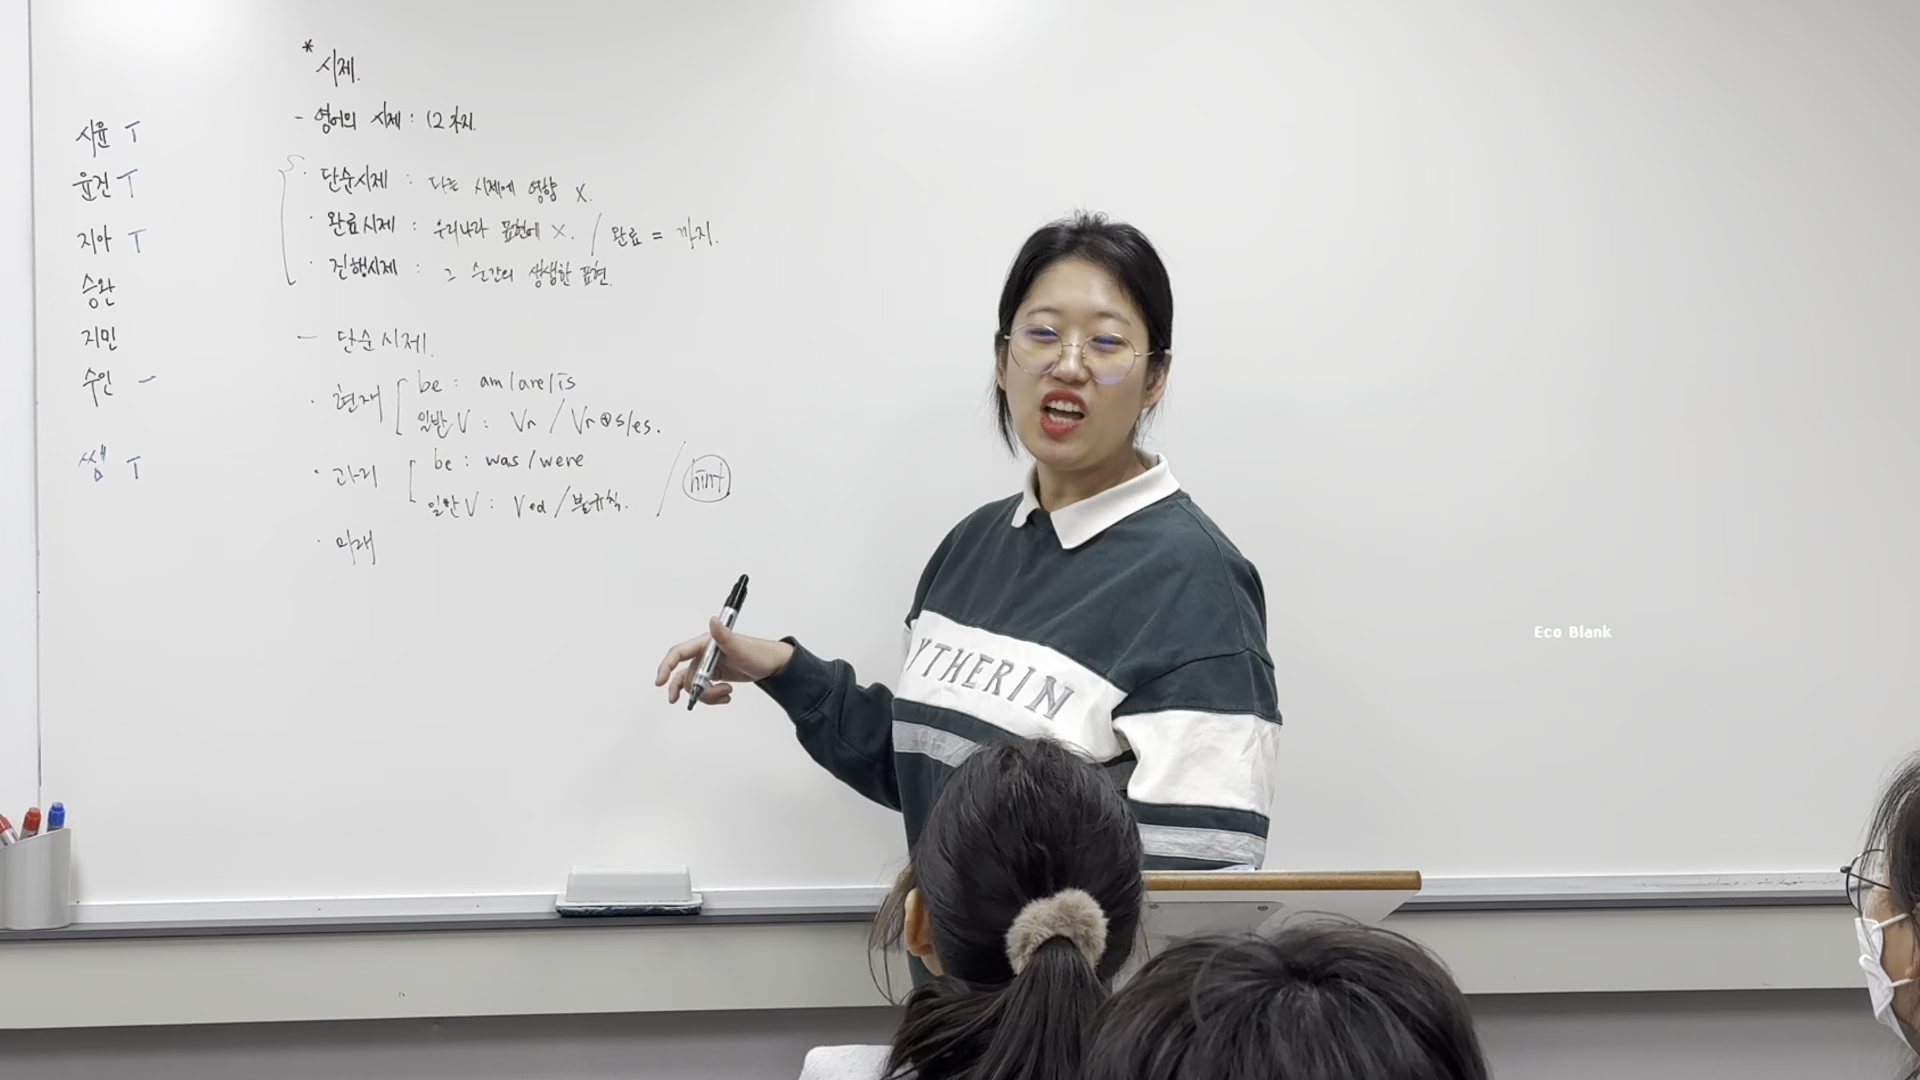 * 시제.
- 영어의 시제 : 12가지.
· 단순시제 : 다른 시제에 영향 X.
· 완료시제 : 우리나라 표현에 X. / 완료 = 까지.
· 진행시제 : 그 순간의 생생한 표현.
- 단순시제.
· 현재 be : am/are/is
일반V : Vr / Vr⊕s/es.
· 과거 be : was/were
일반V : Ved/불규칙. / hint
· 미래
시윤 T
윤건 T
지아 T
승완
지민
수인 -
쌤 T
YTHERIN
Eco Blank